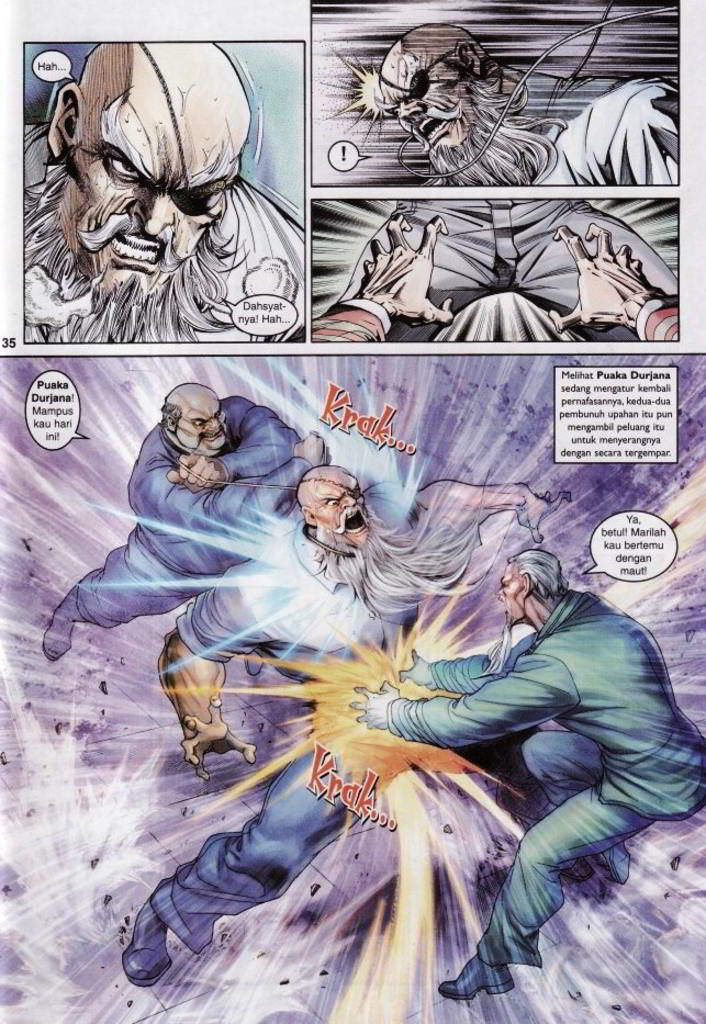 Hah...
Dahsyat-
nya! Hah...
!
35
Puaka
Durjana!
Mampus
kau hari
ini!
Krak...
Melihat Puaka Durjana
sedang mengatur kembali
pernafasannya, kedua-dua
pembunuh upahan itu pun
mengambil peluang itu
untuk menyerangnya
dengan secara tergempar.
Ya,
betul! Marilah
kau bertemu
dengan
maut!
Krak...